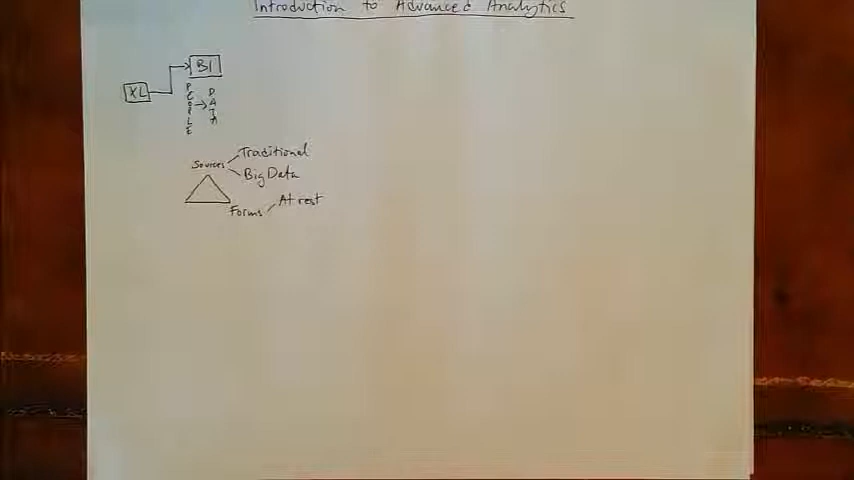 Introduction to Advanced Analytics
BI
XL
PEOPLE
DATA
Traditional
Sources
Big Data
At rest
Forms